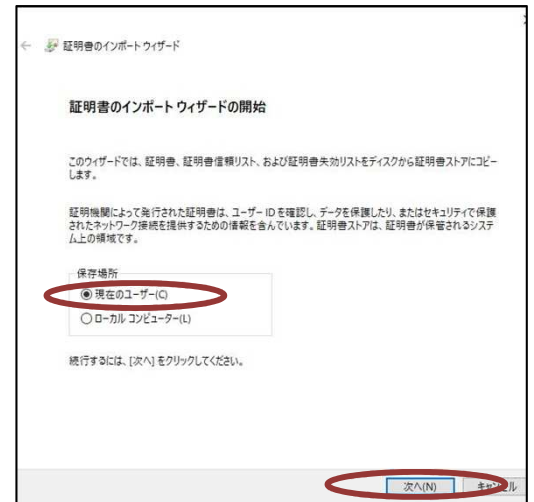 証明書のインポート ウィザード
証明書のインポート ウィザードの開始
このウィザードでは、証明書、証明書信頼リスト、および証明書失効リストをディスクから証明書ストアにコピー
します。
証明機関によって発行された証明書は、ユーザー ID を確認し、データを保護したり、またはセキュリティで保護
されたネットワーク接続を提供するための情報を含んでいます。証明書ストアは、証明書が保管されるシステ
ム上の領域です。
保存場所
現在のユーザー(C)
ローカル コンピューター(L)
続行するには、[次へ] をクリックしてください。
次へ(N) キャンセル